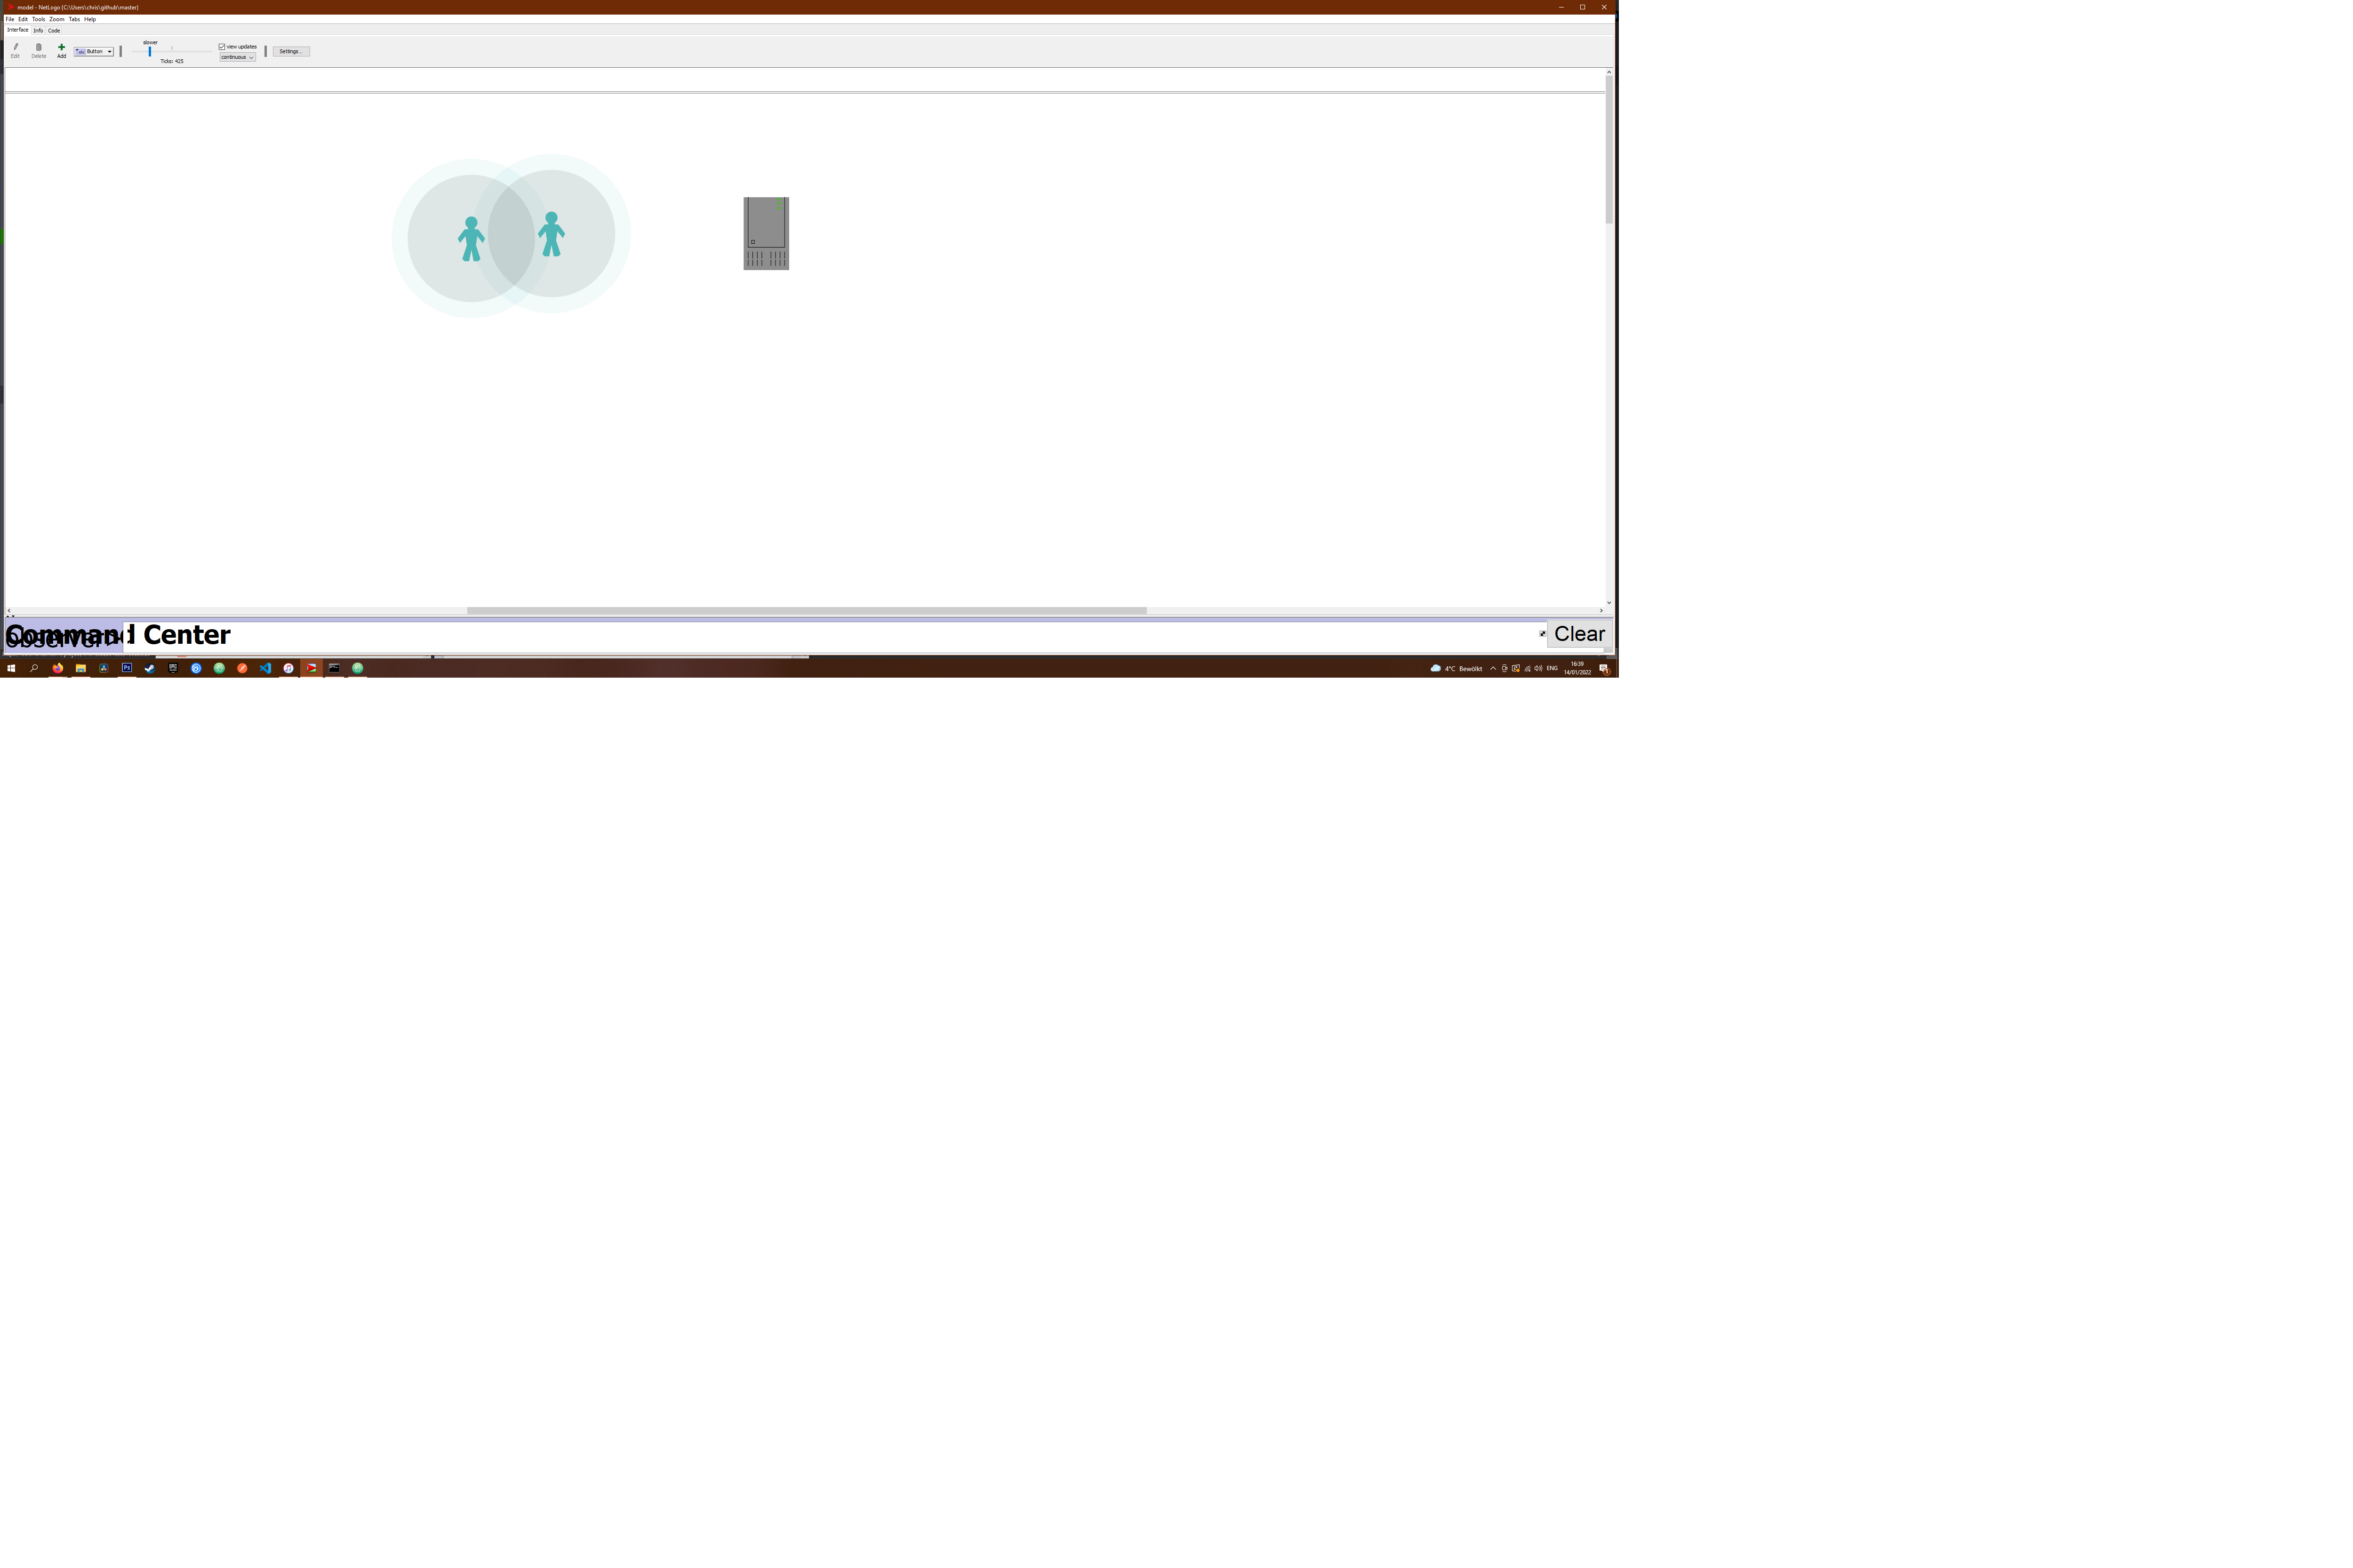 model - NetLogo {C:\Users\chris\github\master}
File Edit Tools Zoom Tabs Help
Interface Info Code
Edit Delete Add Button slower Ticks: 425 view updates continuous Settings...
Command Center
Clear
Ps
4°C Bewölkt ENG 16:39
14/01/2022